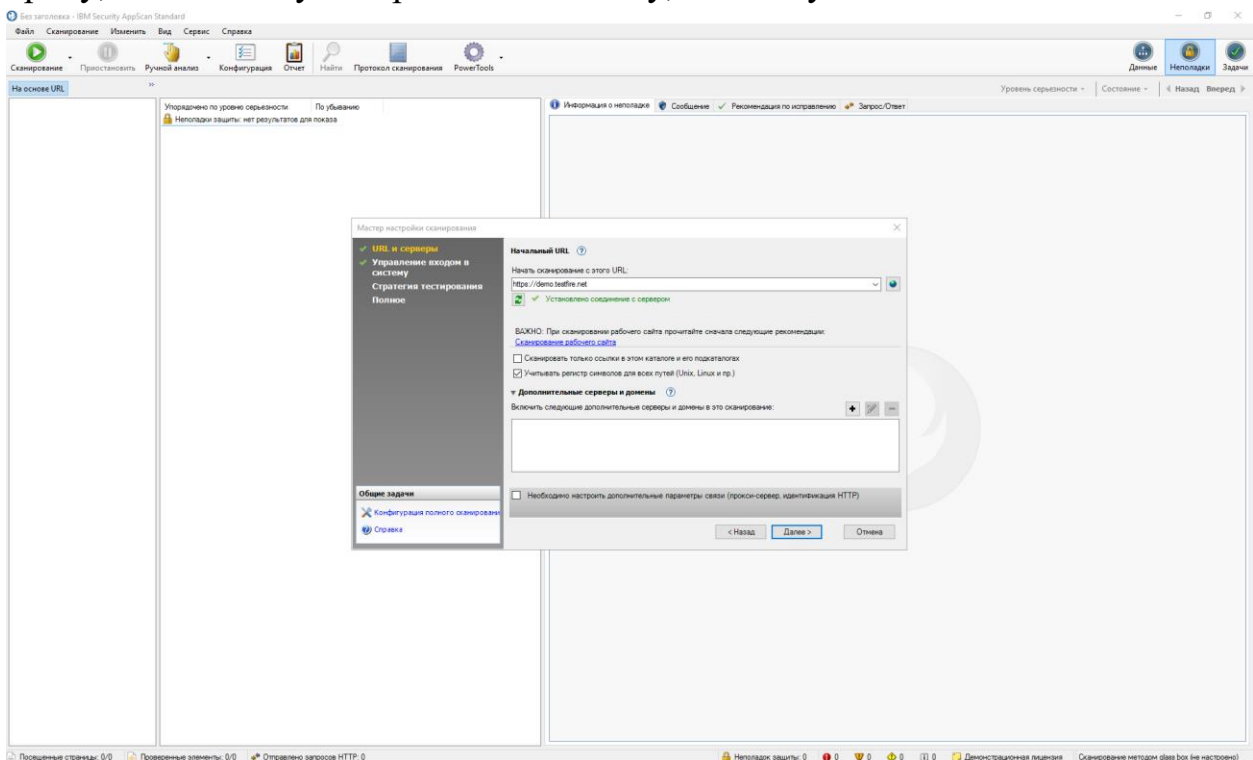 Без заголовка - IBM Security AppScan Standard
Файл Сканирование Изменить Вид Сервис Справка
Сканирование Приостановить Ручной анализ Конфигурация Отчет Найти Протокол сканирования PowerTools Данные Неполадки Задачи
На основе URL » Уровень серьезности Состояние Назад Вперед
Упорядочено по уровню серьезности По убыванию Информация о неполадке Сообщение Рекомендация по исправлению Запрос/Ответ
Неполадки защиты: нет результатов для показа
Мастер настройки сканирования
URL и серверы
Управление входом в
систему
Стратегия тестирования
Полное
Общие задачи
Конфигурация полного сканировани
Справка
Начальный URL
Начать сканирование с этого URL:
https://demo.testfire.net
Установлено соединение с сервером
ВАЖНО: При сканировании рабочего сайта прочитайте сначала следующие рекомендации:
Сканирование рабочего сайта
Сканировать только ссылки в этом каталоге и его подкаталогах
Учитывать регистр символов для всех путей (Unix, Linux и пр.)
Дополнительные серверы и домены
Включить следующие дополнительные серверы и домены в это сканирование:
Необходимо настроить дополнительные параметры связи (прокси-сервер, идентификация HTTP)
< Назад Далее > Отмена
Посещенные страницы: 0/0 Проверенные элементы: 0/0 Отправлено запросов HTTP: 0 Неполадок защиты: 0 0 0 0 0 Демонстрационная лицензия Сканирование методом glass box (не настроено)